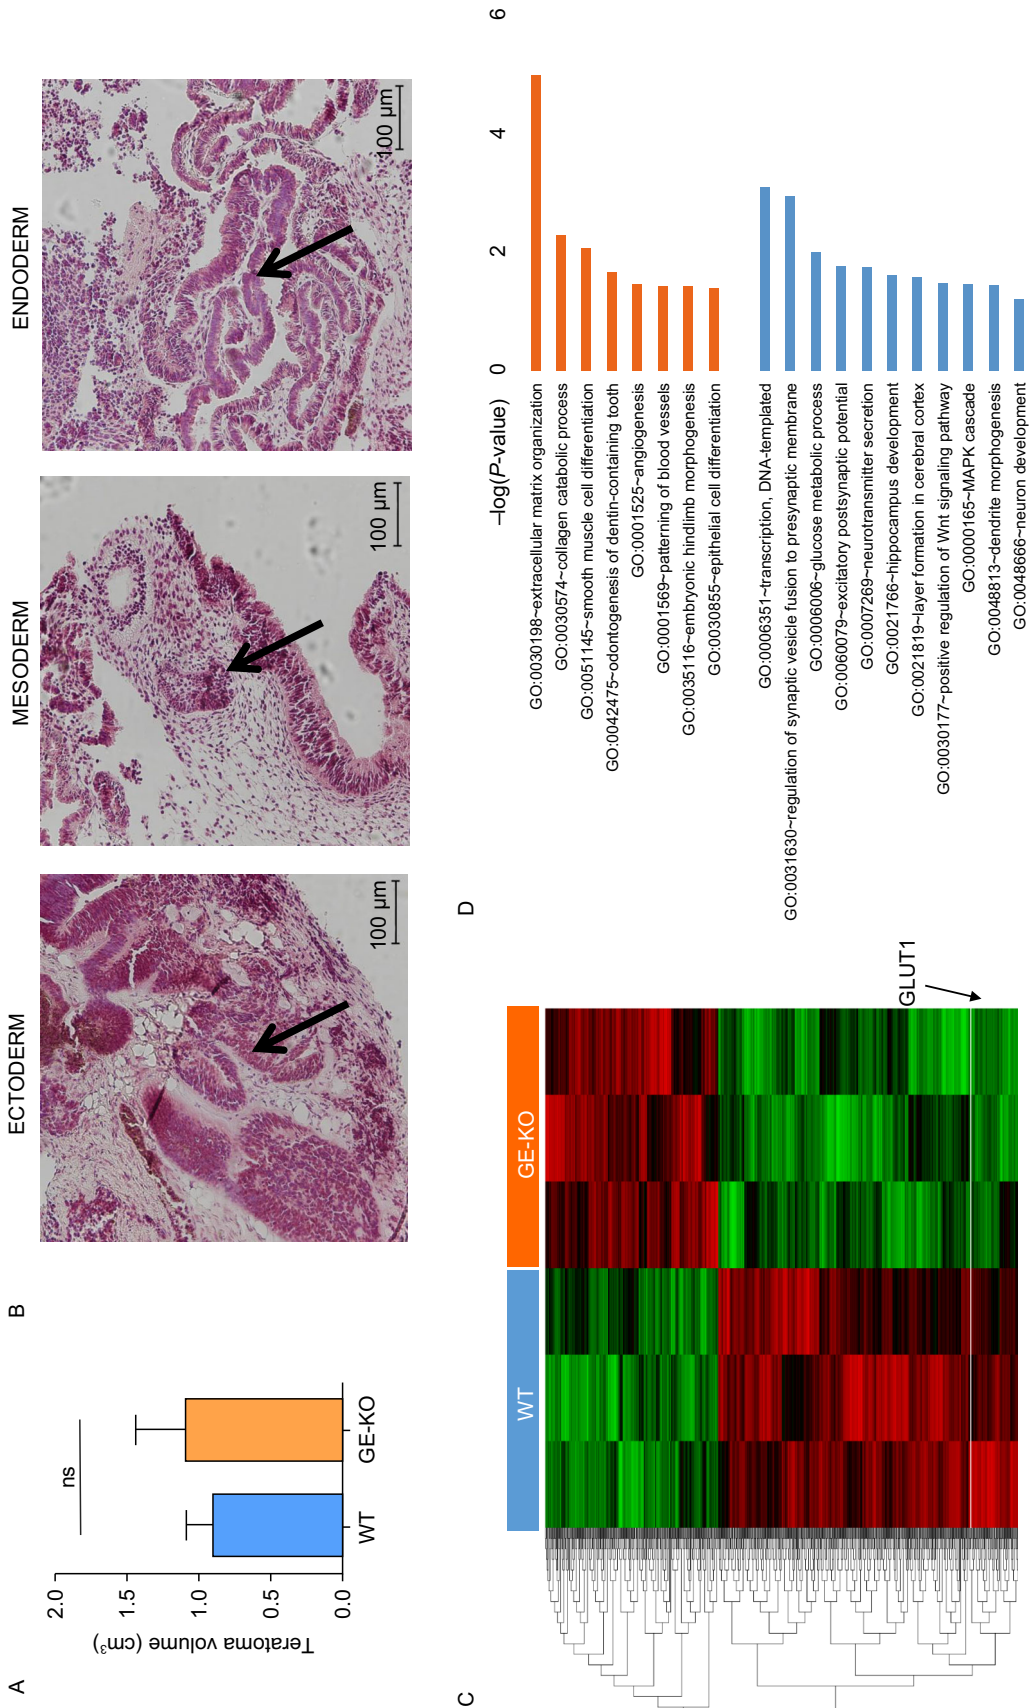 A
Teratoma volume (cm³)
2.0
1.5
1.0
0.5
0.0
ns
WT
GE-KO
B
ECTODERM
MESODERM
ENDODERM
100 µm
100 µm
100 µm
C
WT
GE-KO
GLUT1
D
–log(P-value)
0
2
4
6
GO:0030198~extracellular matrix organization
GO:0030574~collagen catabolic process
GO:0051145~smooth muscle cell differentiation
GO:0042475~odontogenesis of dentin-containing tooth
GO:0001525~angiogenesis
GO:0001569~patterning of blood vessels
GO:0035116~embryonic hindlimb morphogenesis
GO:0030855~epithelial cell differentiation
GO:0006351~transcription, DNA-templated
GO:0031630~regulation of synaptic vesicle fusion to presynaptic membrane
GO:0006006~glucose metabolic process
GO:0060079~excitatory postsynaptic potential
GO:0007269~neurotransmitter secretion
GO:0021766~hippocampus development
GO:0021819~layer formation in cerebral cortex
GO:0030177~positive regulation of Wnt signaling pathway
GO:0000165~MAPK cascade
GO:0048813~dendrite morphogenesis
GO:0048666~neuron development